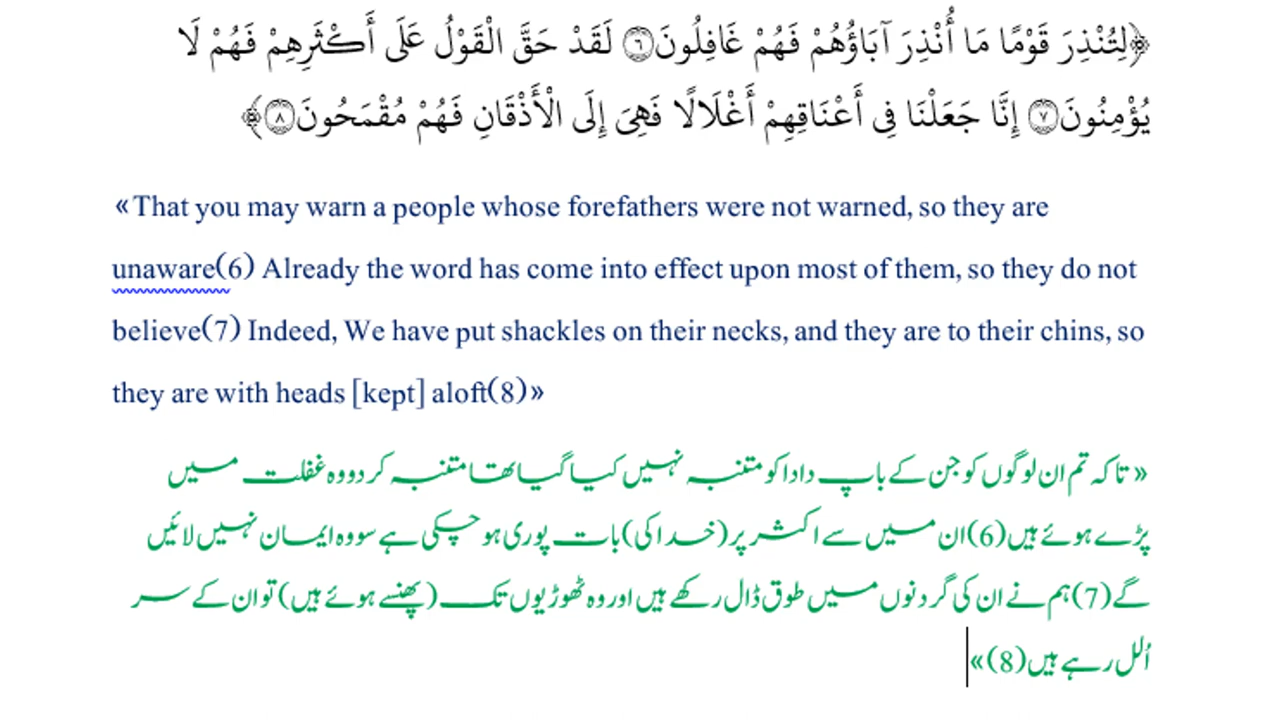 ﴿لِتُنْذِرَ قَوْمًا مَا أُنْذِرَ آبَاؤُهُمْ فَهُمْ غَافِلُونَ۝٦ لَقَدْ حَقَّ الْقَوْلُ عَلَى أَكْثَرِهِمْ فَهُمْ لَا
يُؤْمِنُونَ۝٧ إِنَّا جَعَلْنَا فِي أَعْنَاقِهِمْ أَغْلَالًا فَهِيَ إِلَى الْأَذْقَانِ فَهُمْ مُقْمَحُونَ۝٨﴾
«That you may warn a people whose forefathers were not warned, so they are
unaware(6) Already the word has come into effect upon most of them, so they do not
believe(7) Indeed, We have put shackles on their necks, and they are to their chins, so
they are with heads [kept] aloft(8)»
«تاکہ تم ان لوگوں کو جن کے باپ دادا کو متنبہ نہیں کیا گیا تھا متنبہ کر دو وہ غفلت میں
پڑے ہوئے ہیں(6) ان میں سے اکثر پر (خدا کی) بات پوری ہو چکی ہے سو وہ ایمان نہیں لائیں
گے(7) ہم نے ان کی گردنوں میں طوق ڈال رکھے ہیں اور وہ ٹھوڑیوں تک (پھنسے ہوئے ہیں) تو ان کے سر
اُلل رہے ہیں(8)»